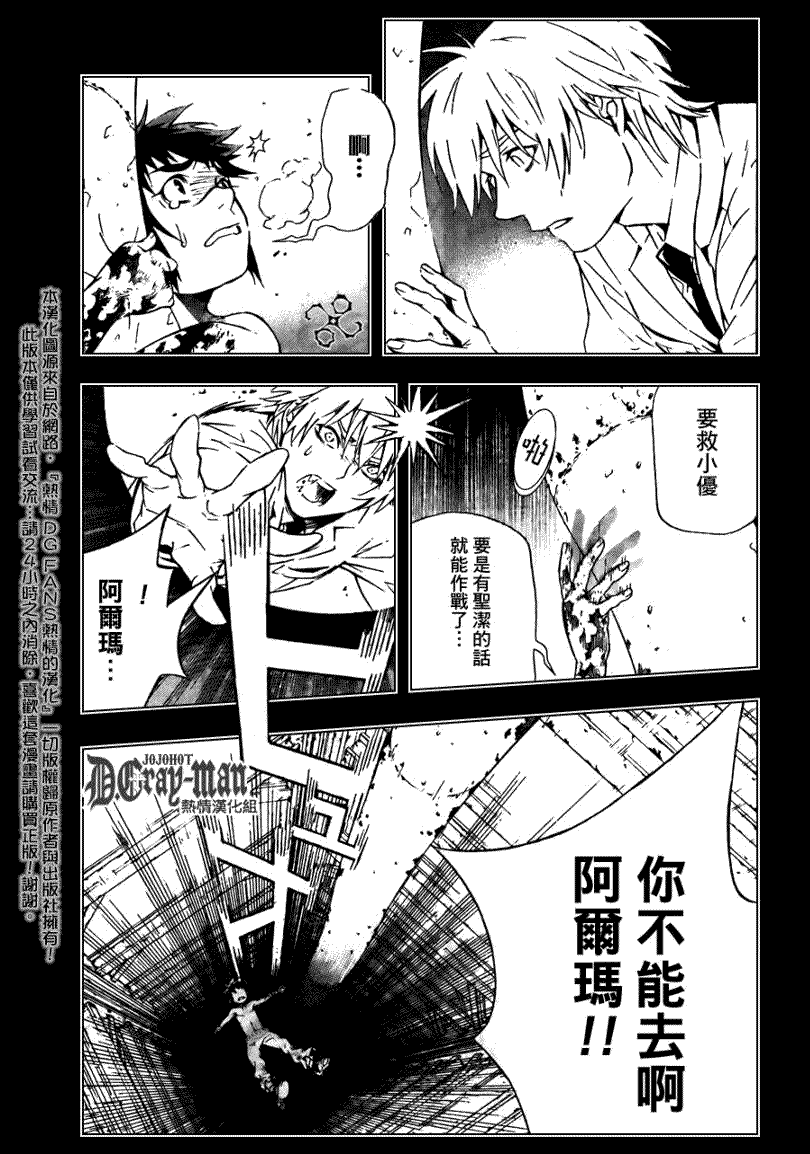 啊…
要救小優
啪
要是有聖潔的話
就能作戰了…
！
阿爾瑪…
ヒュオオ
你不能去啊
阿爾瑪!!
JOJOHOT
D.Gray-man
熱情漢化組
本漢化圖源來自於網路，『熱情DG FANS熱情的漢化』一切版權歸原作者與出版社擁有！
此版本僅供學習試看交流…請24小時之內消除，喜歡這套漫畫請購買正版！謝謝。